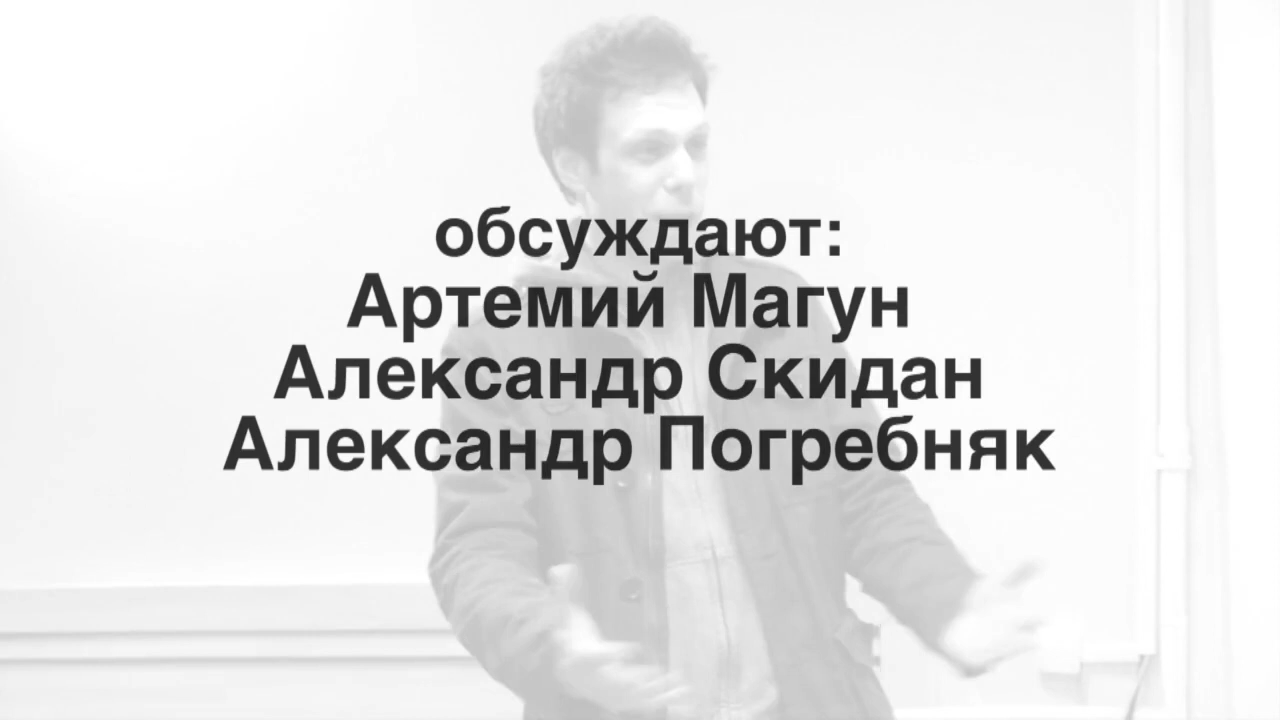 обсуждают:
Артемий Магун
Александр Скидан
Александр Погребняк